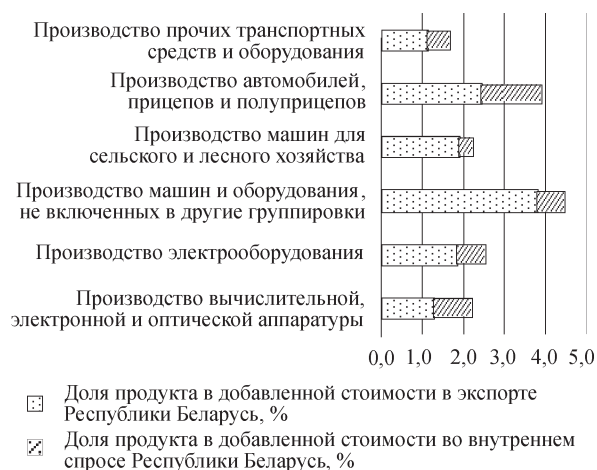 Производство прочих транспортных
средств и оборудования
Производство автомобилей,
прицепов и полуприцепов
Производство машин для
сельского и лесного хозяйства
Производство машин и оборудования,
не включенных в другие группировки
Производство электрооборудования
Производство вычислительной,
электронной и оптической аппаратуры
0,0 1,0 2,0 3,0 4,0 5,0
Доля продукта в добавленной стоимости в экспорте
Республики Беларусь, %
Доля продукта в добавленной стоимости во внутреннем
спросе Республики Беларусь, %